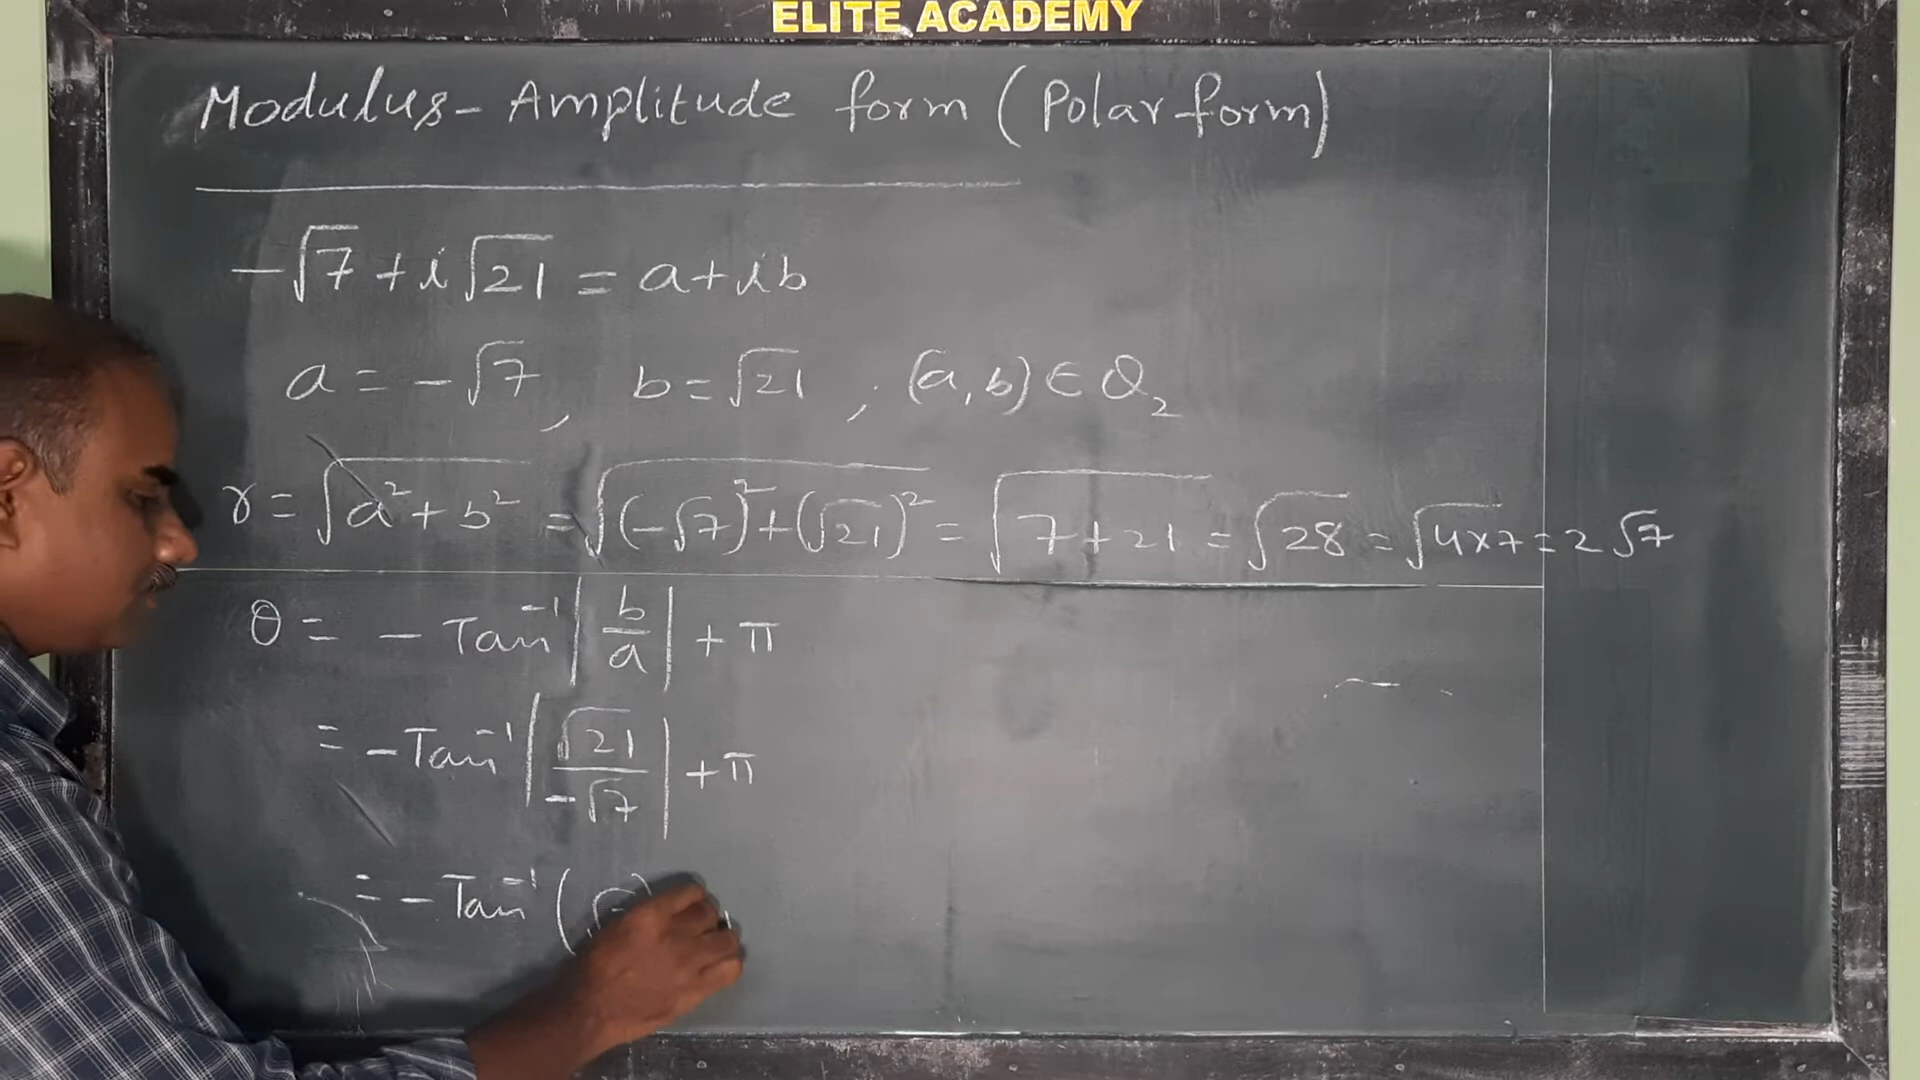 ELITE ACADEMY
Modulus - Amplitude form (Polar form)
-√7 + i√21 = a + ib
a = -√7, b = √21 ; (a, b) ∈ Q₂
r = √(a² + b²) = √((-√7)² + (√21)²) = √(7 + 21) = √28 = √(4×7) = 2√7
θ = - Tan⁻¹ |b/a| + π
= - Tan⁻¹ |√21/-√7| + π
= - Tan⁻¹ (